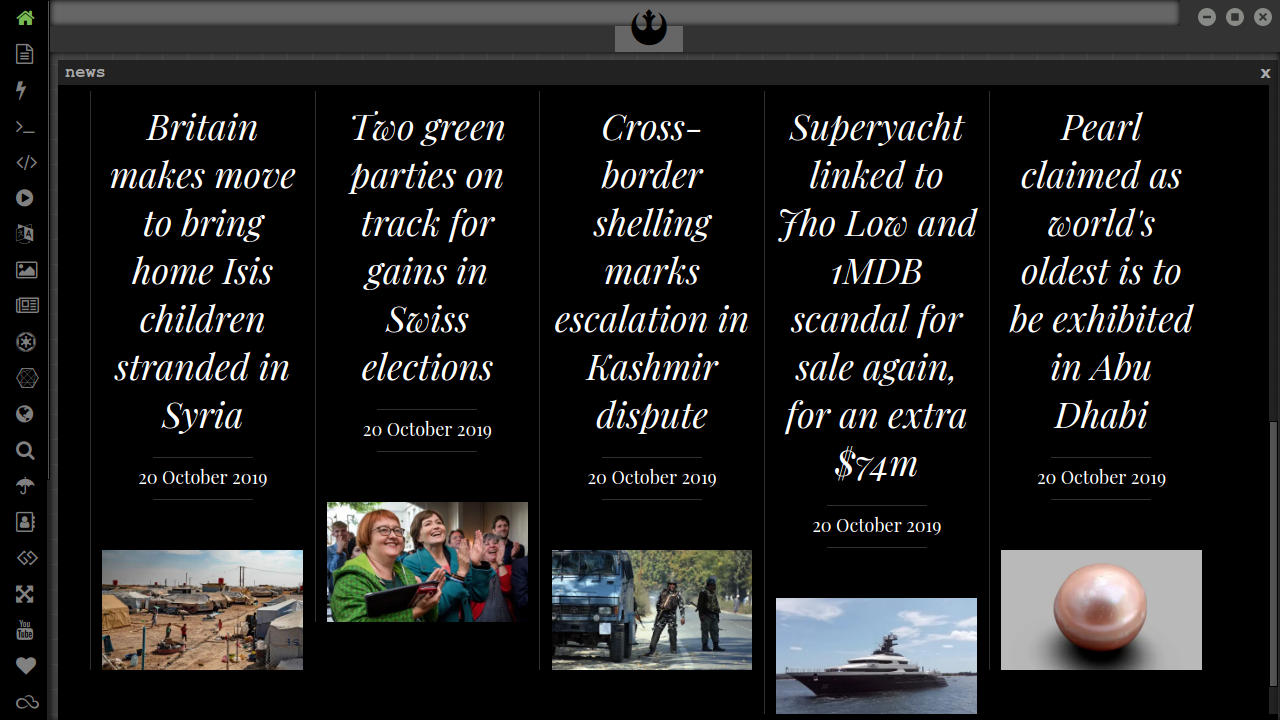 news
x
Britain
makes move
to bring
home Isis
children
stranded in
Syria
20 October 2019
Two green
parties on
track for
gains in
Swiss
elections
20 October 2019
Cross-
border
shelling
marks
escalation in
Kashmir
dispute
20 October 2019
Superyacht
linked to
Jho Low and
1MDB
scandal for
sale again,
for an extra
$74m
20 October 2019
Pearl
claimed as
world's
oldest is to
be exhibited
in Abu
Dhabi
20 October 2019
You
Tube